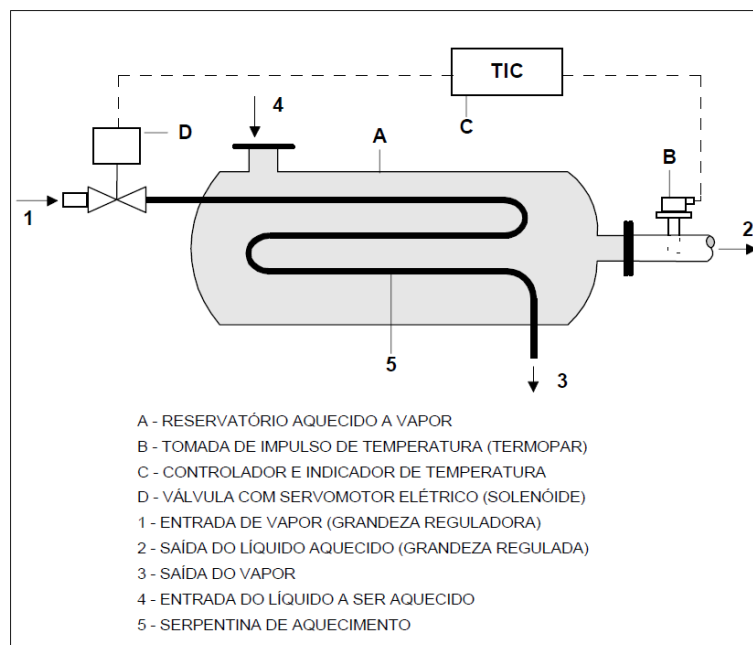 TIC
4
D
A
C
B
1
2
5
3
A - RESERVATÓRIO AQUECIDO A VAPOR
B - TOMADA DE IMPULSO DE TEMPERATURA (TERMOPAR)
C - CONTROLADOR E INDICADOR DE TEMPERATURA
D - VÁLVULA COM SERVOMOTOR ELÉTRICO (SOLENÓIDE)
1 - ENTRADA DE VAPOR (GRANDEZA REGULADORA)
2 - SAÍDA DO LÍQUIDO AQUECIDO (GRANDEZA REGULADA)
3 - SAÍDA DO VAPOR
4 - ENTRADA DO LÍQUIDO A SER AQUECIDO
5 - SERPENTINA DE AQUECIMENTO